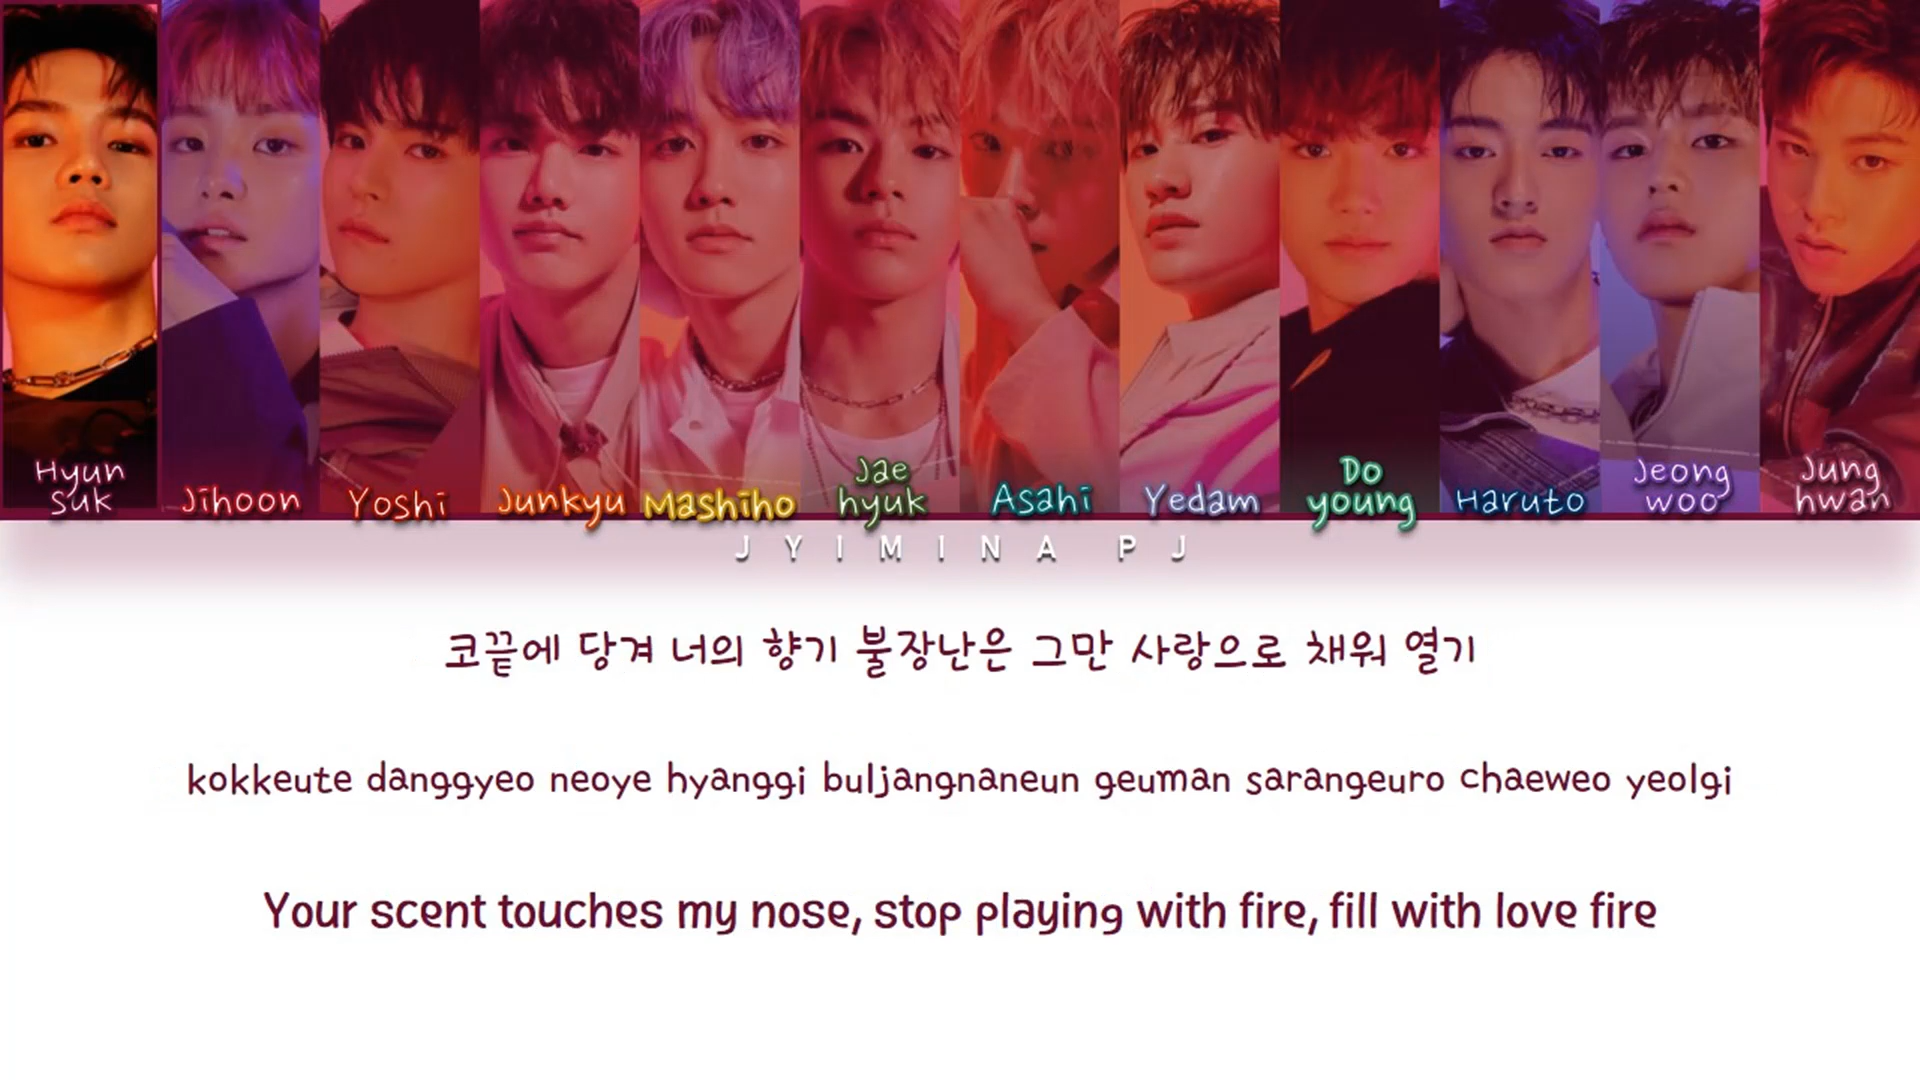 Hyun
Suk
Jihoon
Yoshi
Junkyu
Mashiho
Jae
hyuk
Asahi
Yedam
Do
young
Haruto
Jeong
woo
Jung
hwan
JYIMINA PJ
코끝에 당겨 너의 향기 불장난은 그만 사랑으로 채워 열기
kokkeute danggyeo neoye hyanggi buljangnaneun geuman sarangeuro chaeweo yeolgi
Your scent touches my nose, stop playing with fire, fill with love fire